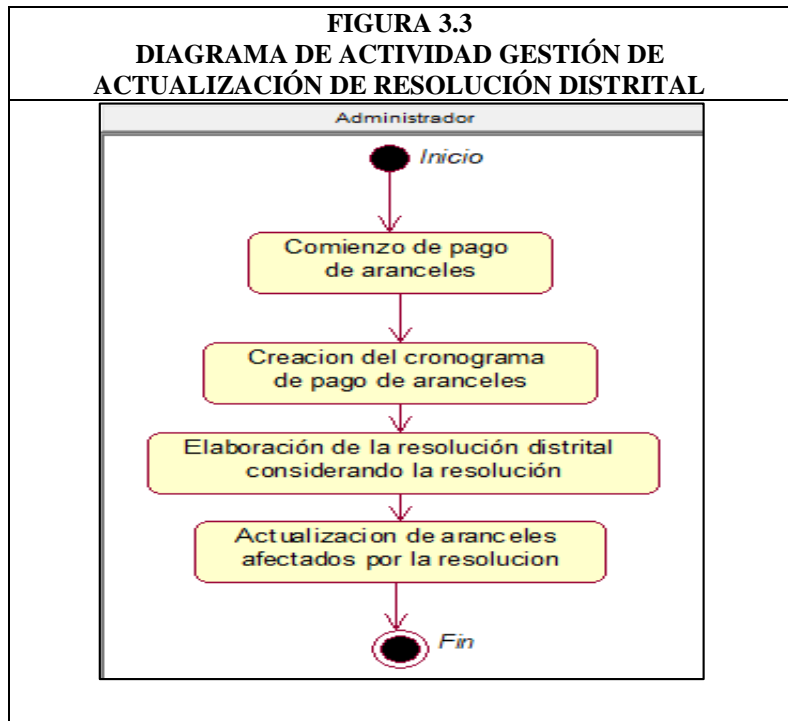 FIGURA 3.3
DIAGRAMA DE ACTIVIDAD GESTIÓN DE
ACTUALIZACIÓN DE RESOLUCIÓN DISTRITAL
Administrador
Inicio
Comienzo de pago
de aranceles
Creacion del cronograma
de pago de aranceles
Elaboración de la resolución distrital
considerando la resolución
Actualizacion de aranceles
afectados por la resolucion
Fin